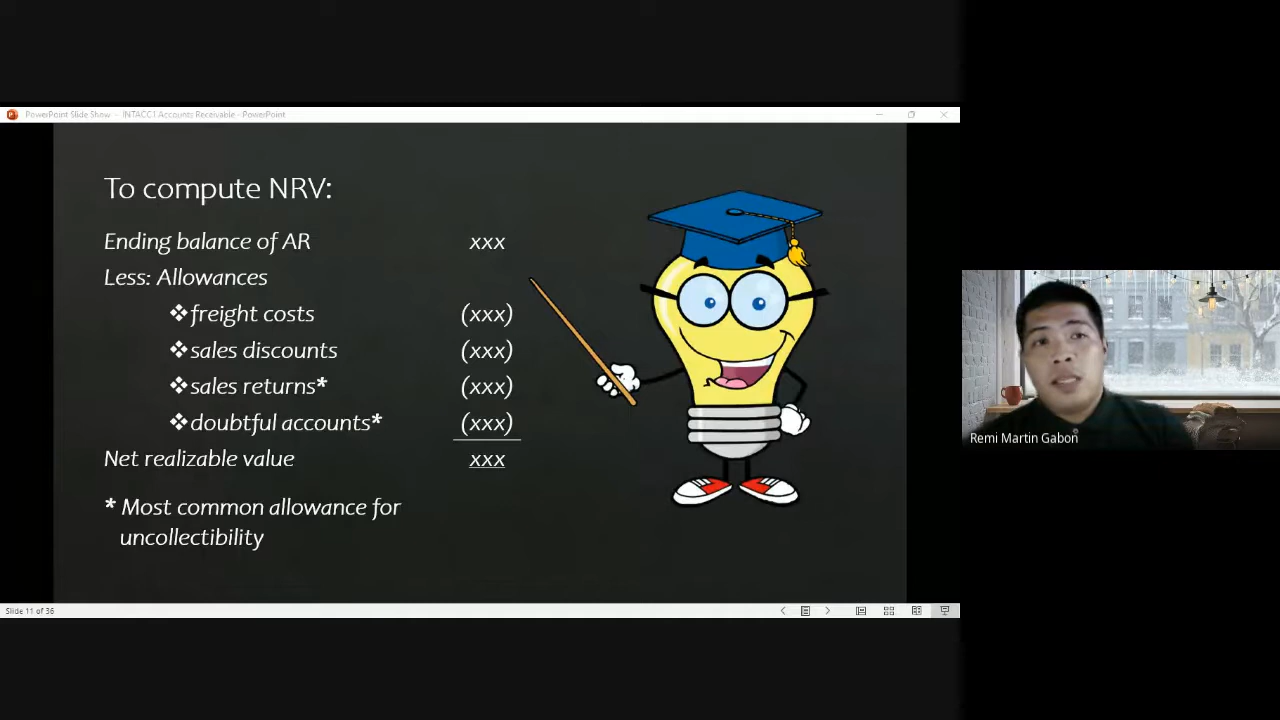 PowerPoint Slide Show - INTACC1 Accounts Receivable - PowerPoint
To compute NRV:
Ending balance of AR xxx
Less: Allowances
❖freight costs (xxx)
❖sales discounts (xxx)
❖sales returns* (xxx)
❖doubtful accounts* (xxx)
Net realizable value xxx
* Most common allowance for
uncollectibility
Slide 11 of 36
Remi Martin Gabon